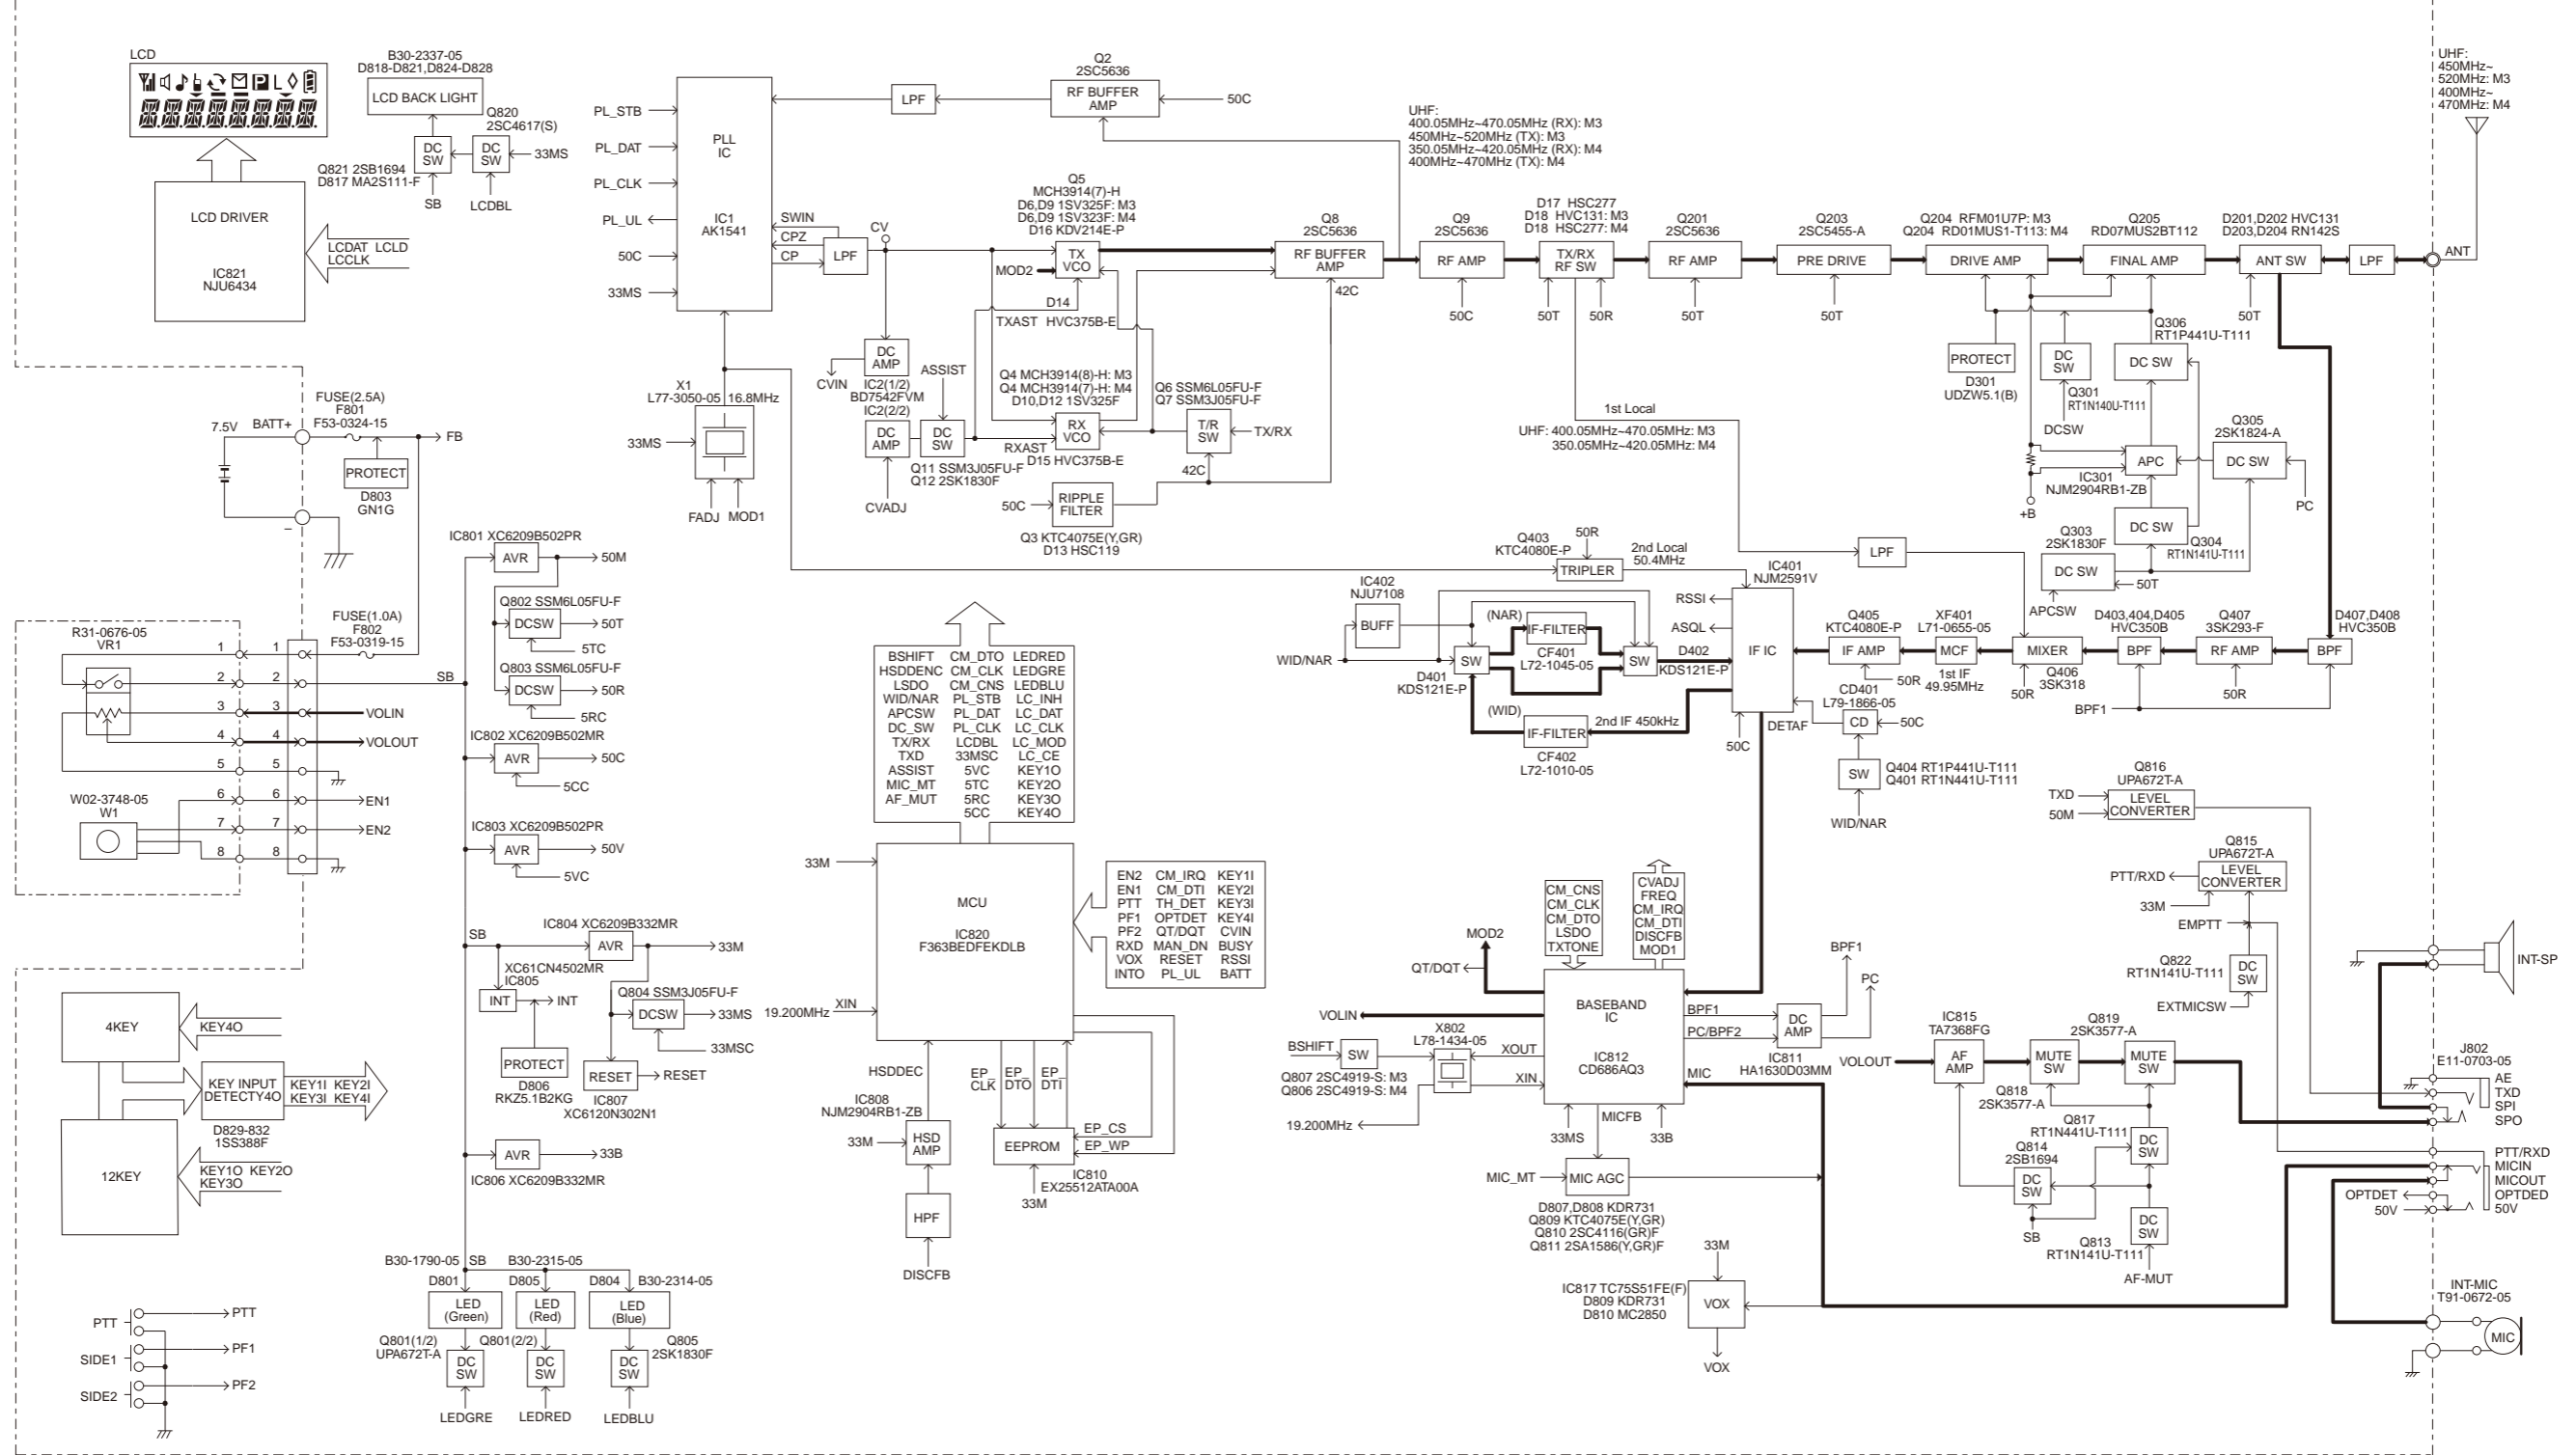 LCD
B30-2337-05
D818-D821,D824-D828
LCD BACK LIGHT
Q820
2SC4617(S)
DC
SW
DC
SW
33MS
Q821 2SB1694
D817 MA2S111-F
SB
LCDBL
LCD DRIVER
IC821
NJU6434
LCDAT LCLD
LCCLK
PL_STB
PL_DAT
PL_CLK
PL_UL
50C
33MS
PLL
IC
IC1
AK1541
SWIN
CPZ
CP
LPF
CV
LPF
Q2
2SC5636
RF BUFFER
AMP
50C
UHF:
400.05MHz~470.05MHz (RX): M3
450MHz~520MHz (TX): M3
350.05MHz~420.05MHz (RX): M4
400MHz~470MHz (TX): M4
UHF:
450MHz~
520MHz: M3
400MHz~
470MHz: M4
Q5
MCH3914(7)-H
D6,D9 1SV325F: M3
D6,D9 1SV323F: M4
D16 KDV214E-P
MOD2
TX
VCO
D14
TXAST HVC375B-E
Q8
2SC5636
RF BUFFER
AMP
42C
Q9
2SC5636
RF AMP
50C
D17 HSC277
D18 HVC131: M3
D18 HSC277: M4
TX/RX
RF SW
50T
50R
Q201
2SC5636
RF AMP
50T
Q203
2SC5455-A
PRE DRIVE
50T
Q204 RFM01U7P: M3
Q204 RD01MUS1-T113: M4
DRIVE AMP
Q205
RD07MUS2BT112
FINAL AMP
D201,D202 HVC131
D203,D204 RN142S
ANT SW
50T
LPF
ANT
DC
AMP
CVIN
IC2(1/2)
BD7542FVM
IC2(2/2)
DC
AMP
CVADJ
ASSIST
DC
SW
Q11 SSM3J05FU-F
Q12 2SK1830F
Q4 MCH3914(8)-H: M3
Q4 MCH3914(7)-H: M4
D10,D12 1SV325F
RX
VCO
RXAST
D15 HVC375B-E
Q6 SSM6L05FU-F
Q7 SSM3J05FU-F
T/R
SW
TX/RX
42C
50C
RIPPLE
FILTER
Q3 KTC4075E(Y,GR)
D13 HSC119
X1
L77-3050-05
16.8MHz
33MS
FADJ
MOD1
1st Local
UHF: 400.05MHz~470.05MHz: M3
350.05MHz~420.05MHz: M4
PROTECT
D301
UDZW5.1(B)
DC
SW
Q301
RT1N140U-T111
DCSW
Q306
RT1P441U-T111
DC SW
Q305
2SK1824-A
DC SW
PC
APC
IC301
NJM2904RB1-ZB
+B
DC SW
Q304
RT1N141U-T111
Q303
2SK1830F
DC SW
50T
APCSW
7.5V
BATT+
–
FUSE(2.5A)
F801
F53-0324-15
FB
PROTECT
D803
GN1G
FUSE(1.0A)
F802
F53-0319-15
R31-0676-05
VR1
1
1
2
2
3
3
VOLIN
4
4
VOLOUT
5
5
6
6
EN1
7
7
EN2
8
8
W02-3748-05
W1
SB
IC801 XC6209B502PR
AVR
50M
Q802 SSM6L05FU-F
DCSW
50T
5TC
Q803 SSM6L05FU-F
DCSW
50R
5RC
IC802 XC6209B502MR
AVR
50C
5CC
IC803 XC6209B502PR
AVR
50V
5VC
SB
IC804 XC6209B332MR
AVR
33M
XC61CN4502MR
IC805
INT
INT
PROTECT
D806
RKZ5.1B2KG
Q804 SSM3J05FU-F
DCSW
33MS
33MSC
RESET
RESET
IC807
XC6120N302N1
AVR
33B
IC806 XC6209B332MR
B30-1790-05
SB
B30-2315-05
D801
D805
D804
B30-2314-05
LED
(Green)
LED
(Red)
LED
(Blue)
Q801(1/2)
UPA672T-A
Q801(2/2)
Q805
2SK1830F
DC
SW
DC
SW
DC
SW
LEDGRE
LEDRED
LEDBLU
4KEY
KEY4O
KEY INPUT
DETECTY4O
KEY1I KEY2I
KEY3I KEY4I
D829-832
1SS388F
12KEY
KEY1O KEY2O
KEY3O
PTT
PTT
SIDE1
PF1
SIDE2
PF2
BSHIFT CM_DTO LEDRED
HSDDENC CM_CLK LEDGRE
LSDO CM_CNS LEDBLU
WID/NAR PL_STB LC_INH
APCSW PL_DAT LC_DAT
DC_SW PL_CLK LC_CLK
TX/RX LCDBL LC_MOD
TXD 33MSC LC_CE
ASSIST 5VC KEY1O
MIC_MT 5TC KEY2O
AF_MUT 5RC KEY3O
5CC KEY4O
33M
MCU
IC820
F363BEDFEKDLB
19.200MHz
XIN
EN2 CM_IRQ KEY1I
EN1 CM_DTI KEY2I
PTT TH_DET KEY3I
PF1 OPTDET KEY4I
PF2 QT/DQT CVIN
RXD MAN_DN BUSY
VOX RESET RSSI
INTO PL_UL BATT
HSDDEC
EP_
CLK
EP_
DTO
EP_
DTI
IC808
NJM2904RB1-ZB
33M
HSD
AMP
HPF
DISCFB
EEPROM
EP_CS
EP_WP
IC810
EX25512ATA00A
33M
Q403
KTC4080E-P
50R
TRIPLER
2nd Local
50.4MHz
IC402
NJU7108
BUFF
WID/NAR
SW
D401
KDS121E-P
(NAR)
IF-FILTER
CF401
L72-1045-05
SW
D402
KDS121E-P
(WID)
IF-FILTER
2nd IF 450kHz
CF402
L72-1010-05
IC401
NJM2591V
RSSI
ASQL
IF IC
50C
DETAF
Q405
KTC4080E-P
IF AMP
50R
XF401
L71-0655-05
MCF
1st IF
49.95MHz
LPF
MIXER
Q406
3SK318
50R
D403,404,D405
HVC350B
BPF
BPF1
Q407
3SK293-F
RF AMP
50R
D407,D408
HVC350B
BPF
CD401
L79-1866-05
CD
50C
SW
Q404 RT1P441U-T111
Q401 RT1N441U-T111
WID/NAR
Q816
UPA672T-A
TXD
50M
LEVEL
CONVERTER
Q815
UPA672T-A
PTT/RXD
LEVEL
CONVERTER
33M
EMPTT
Q822
RT1N141U-T111
DC
SW
EXTMICSW
CM_CNS
CM_CLK
CM_DTO
LSDO
TXTONE
CVADJ
FREQ
CM_IRQ
CM_DTI
DISCFB
MOD1
MOD2
QT/DQT
VOLIN
BASEBAND
IC
IC812
CD686AQ3
BPF1
PC/BPF2
MIC
DC
AMP
IC811
HA1630D03MM
BPF1
PC
BSHIFT
SW
Q807 2SC4919-S: M3
Q806 2SC4919-S: M4
X802
L78-1434-05
XOUT
XIN
19.200MHz
33MS
MICFB
33B
MIC_MT
MIC AGC
D807,D808 KDR731
Q809 KTC4075E(Y,GR)
Q810 2SC4116(GR)F
Q811 2SA1586(Y,GR)F
33M
IC817 TC75S51FE(F)
D809 KDR731
D810 MC2850
VOX
VOX
VOLOUT
IC815
TA7368FG
AF
AMP
Q819
2SK3577-A
MUTE
SW
MUTE
SW
Q818
2SK3577-A
Q817
RT1N441U-T111
DC
SW
Q814
2SB1694
DC
SW
SB
DC
SW
Q813
RT1N141U-T111
AF-MUT
INT-SP
J802
E11-0703-05
AE
TXD
SPI
SPO
PTT/RXD
MICIN
MICOUT
OPTDET
OPTDED
50V
50V
INT-MIC
T91-0672-05
MIC